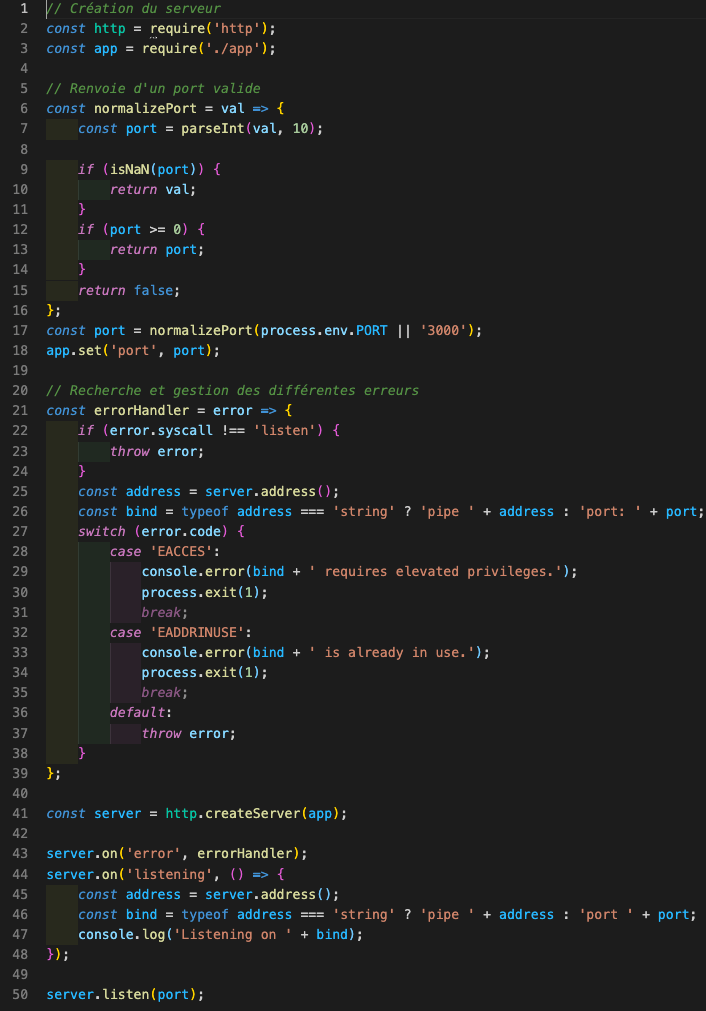 1 // Création du serveur
2 const http = require('http');
3 const app = require('./app');
4
5 // Renvoie d'un port valide
6 const normalizePort = val => {
7     const port = parseInt(val, 10);
8
9     if (isNaN(port)) {
10         return val;
11     }
12     if (port >= 0) {
13         return port;
14     }
15     return false;
16 };
17 const port = normalizePort(process.env.PORT || '3000');
18 app.set('port', port);
19
20 // Recherche et gestion des différentes erreurs
21 const errorHandler = error => {
22     if (error.syscall !== 'listen') {
23         throw error;
24     }
25     const address = server.address();
26     const bind = typeof address === 'string' ? 'pipe ' + address : 'port: ' + port;
27     switch (error.code) {
28         case 'EACCES':
29             console.error(bind + ' requires elevated privileges.');
30             process.exit(1);
31             break;
32         case 'EADDRINUSE':
33             console.error(bind + ' is already in use.');
34             process.exit(1);
35             break;
36         default:
37             throw error;
38     }
39 };
40
41 const server = http.createServer(app);
42
43 server.on('error', errorHandler);
44 server.on('listening', () => {
45     const address = server.address();
46     const bind = typeof address === 'string' ? 'pipe ' + address : 'port ' + port;
47     console.log('Listening on ' + bind);
48 });
49
50 server.listen(port);